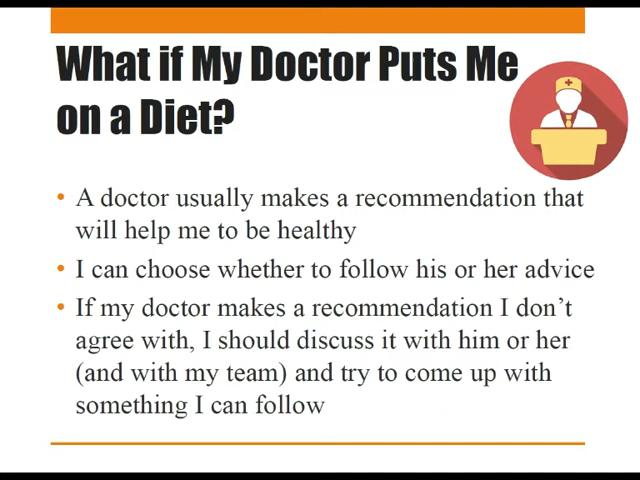 What if My Doctor Puts Me
on a Diet?
• A doctor usually makes a recommendation that
will help me to be healthy
• I can choose whether to follow his or her advice
• If my doctor makes a recommendation I don’t
agree with, I should discuss it with him or her
(and with my team) and try to come up with
something I can follow